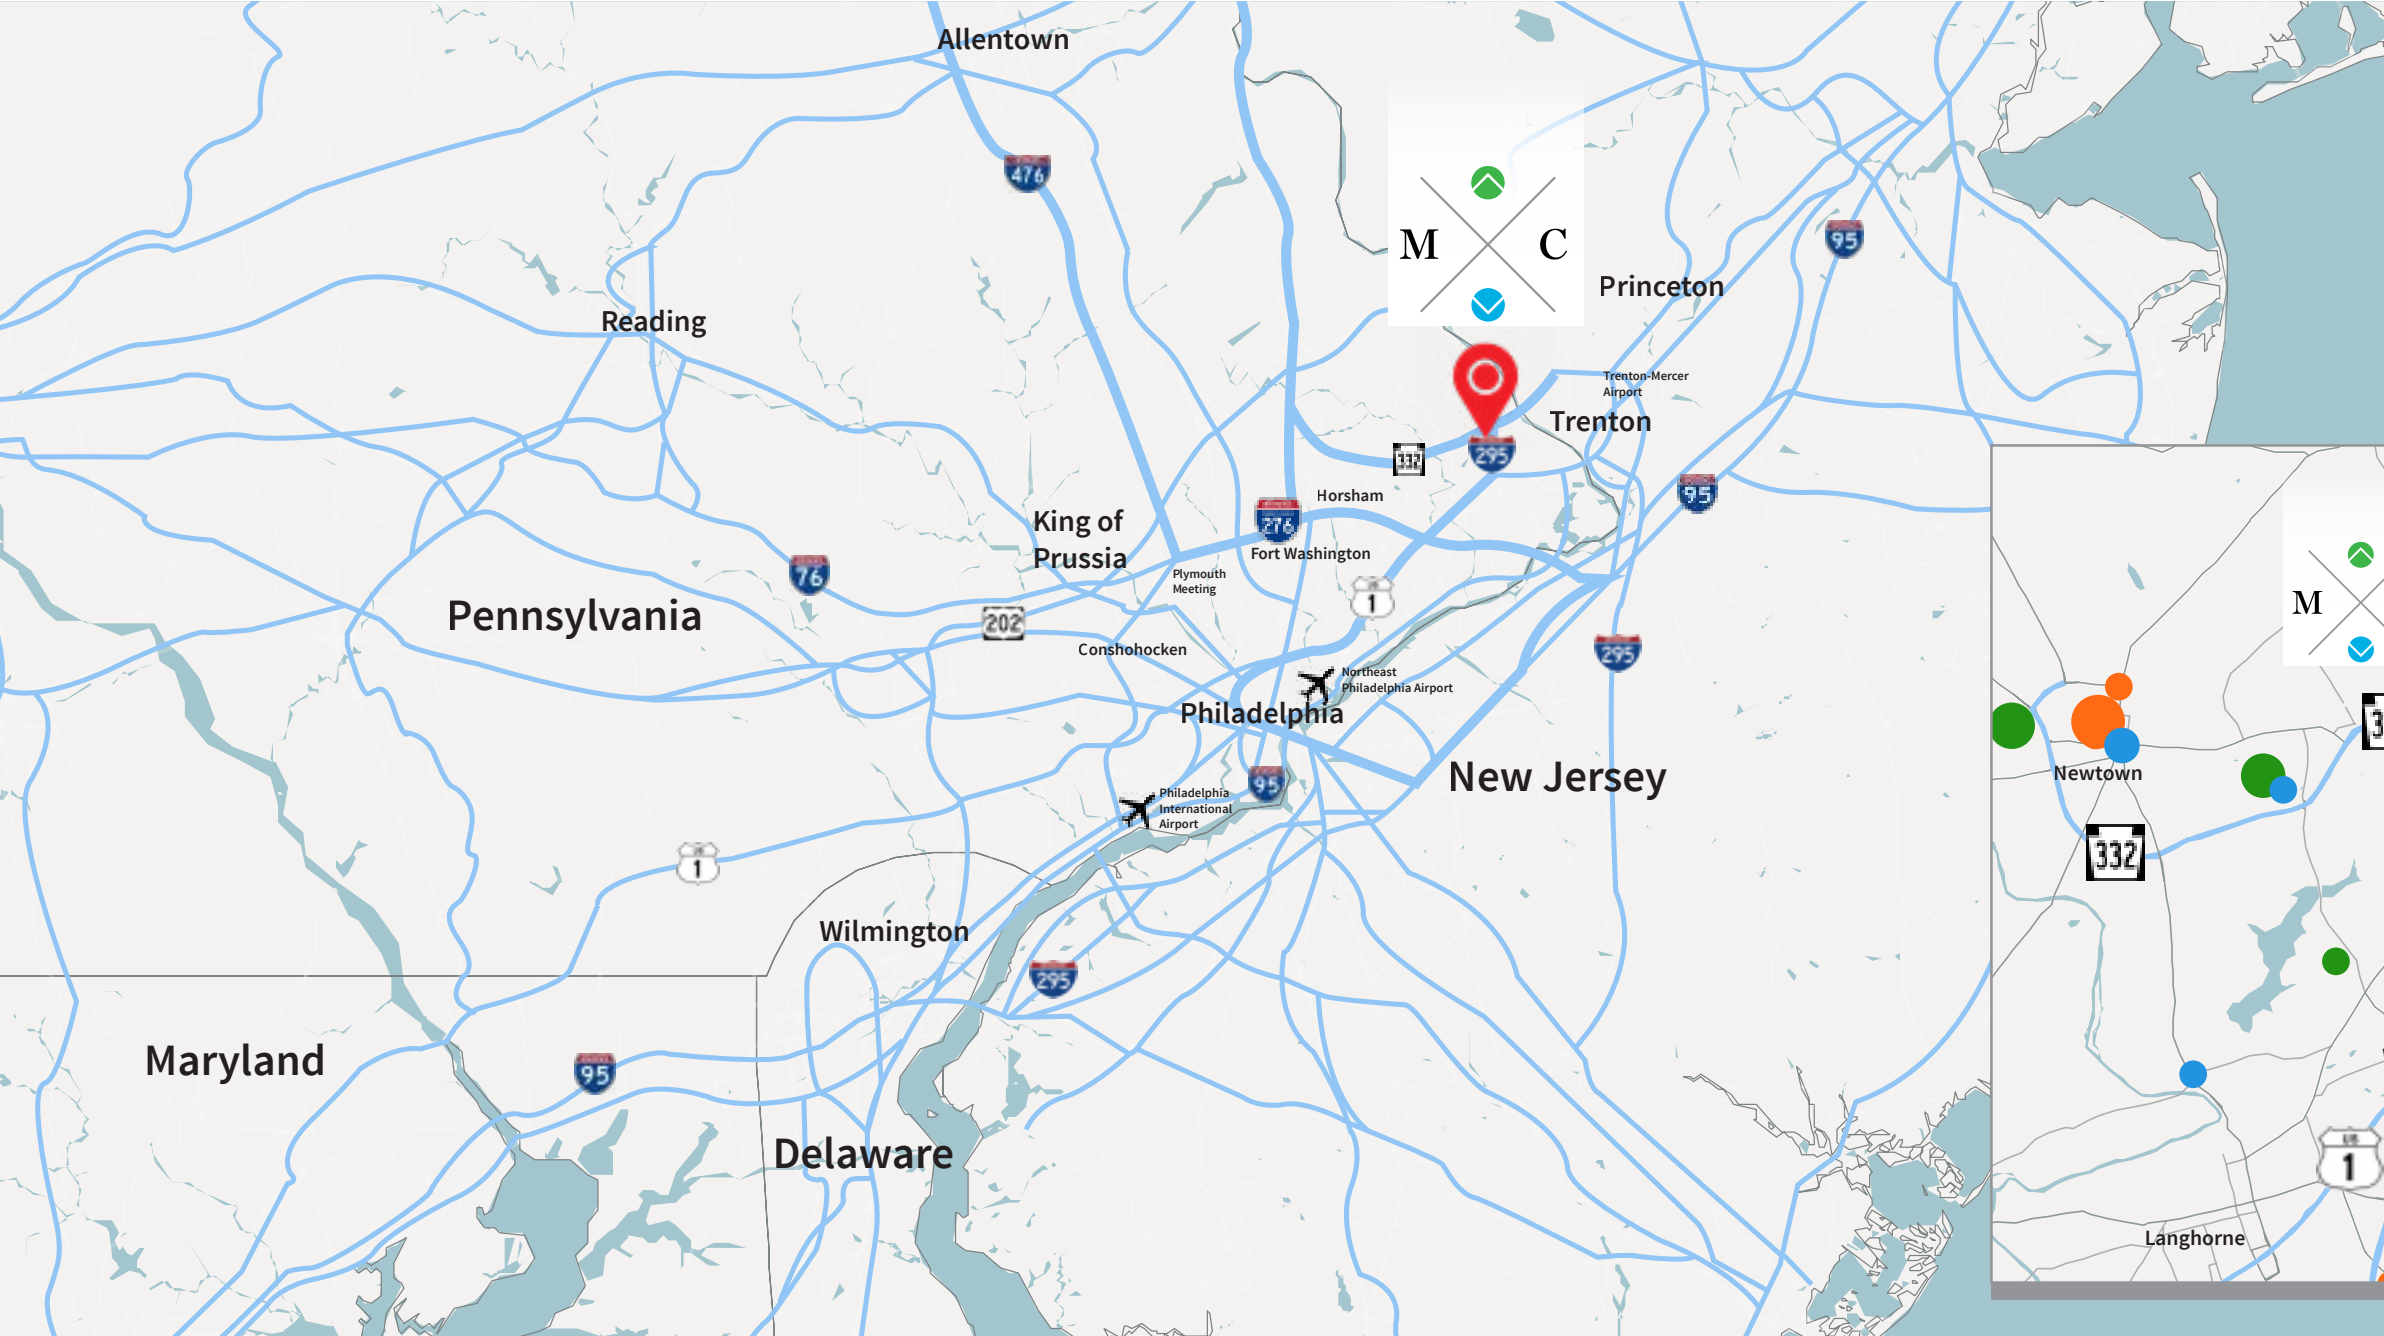 Allentown
476
M
C
95
Princeton
Reading
Trenton-Mercer
Airport
Trenton
332
295
95
Horsham
276
King of
Prussia
Fort Washington
Plymouth
Meeting
76
1
202
Pennsylvania
Conshohocken
295
Northeast
Philadelphia Airport
Philadelphia
New Jersey
95
Philadelphia
International
Airport
1
Wilmington
295
Maryland
95
Delaware
M
3
Newtown
332
US
1
Langhorne